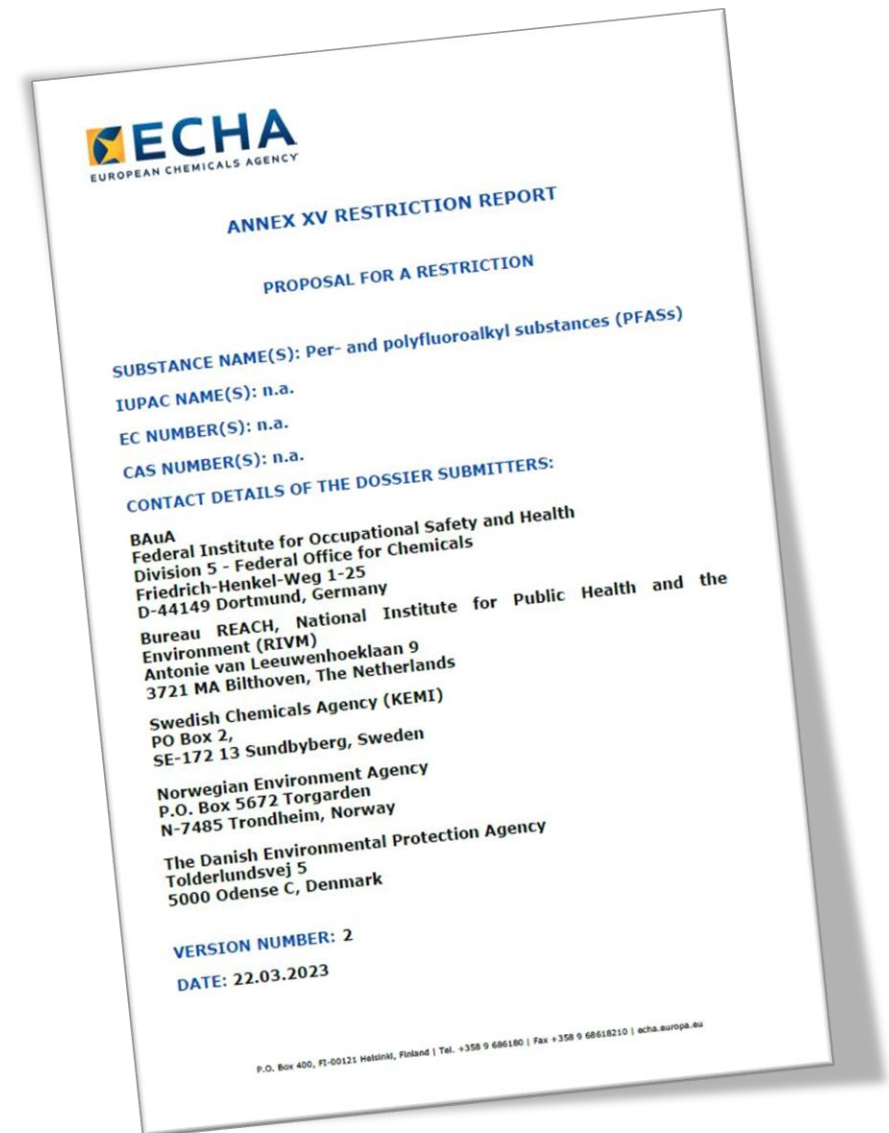 ECHA
EUROPEAN CHEMICALS AGENCY
ANNEX XV RESTRICTION REPORT
PROPOSAL FOR A RESTRICTION
SUBSTANCE NAME(S): Per- and polyfluoroalkyl substances (PFASs)
IUPAC NAME(S): n.a.
EC NUMBER(S): n.a.
CAS NUMBER(S): n.a.
CONTACT DETAILS OF THE DOSSIER SUBMITTERS:
BAuA
Federal Institute for Occupational Safety and Health
Division 5 - Federal Office for Chemicals
Friedrich-Henkel-Weg 1-25
D-44149 Dortmund, Germany
Bureau REACH, National Institute for Public Health and the
Environment (RIVM)
Antonie van Leeuwenhoeklaan 9
3721 MA Bilthoven, The Netherlands
Swedish Chemicals Agency (KEMI)
PO Box 2,
SE-172 13 Sundbyberg, Sweden
Norwegian Environment Agency
P.O. Box 5672 Torgarden
N-7485 Trondheim, Norway
The Danish Environmental Protection Agency
Tolderlundsvej 5
5000 Odense C, Denmark
VERSION NUMBER: 2
DATE: 22.03.2023
P.O. Box 400, FI-00121 Helsinki, Finland | Tel. +358 9 686180 | Fax +358 9 68618210 | echa.europa.eu